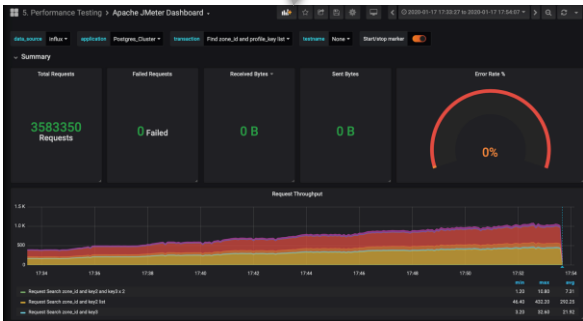 5. Performance Testing > Apache JMeter Dashboard
2020-01-17 17:33:27 to 2020-01-17 17:54:07
data_source Influx application Postgres_Cluster transaction Find zone_id and profile_key list testname None Start/stop marker
Summary
Total Requests Failed Requests Received Bytes Sent Bytes Error Rate %
3583350
Requests
0 Failed
0 B
0 B
0%
Request Throughput
1.5 K
1.0 K
500
0
17:34 17:36 17:38 17:40 17:42 17:44 17:46 17:48 17:50 17:52 17:54
min max avg
Request Search zone_id and key2 and key3 x 2 1.20 10.80 7.31
Request Search zone_id and key2 list 46.40 432.20 292.23
Request Search zone_id and key3 3.20 32.60 21.92